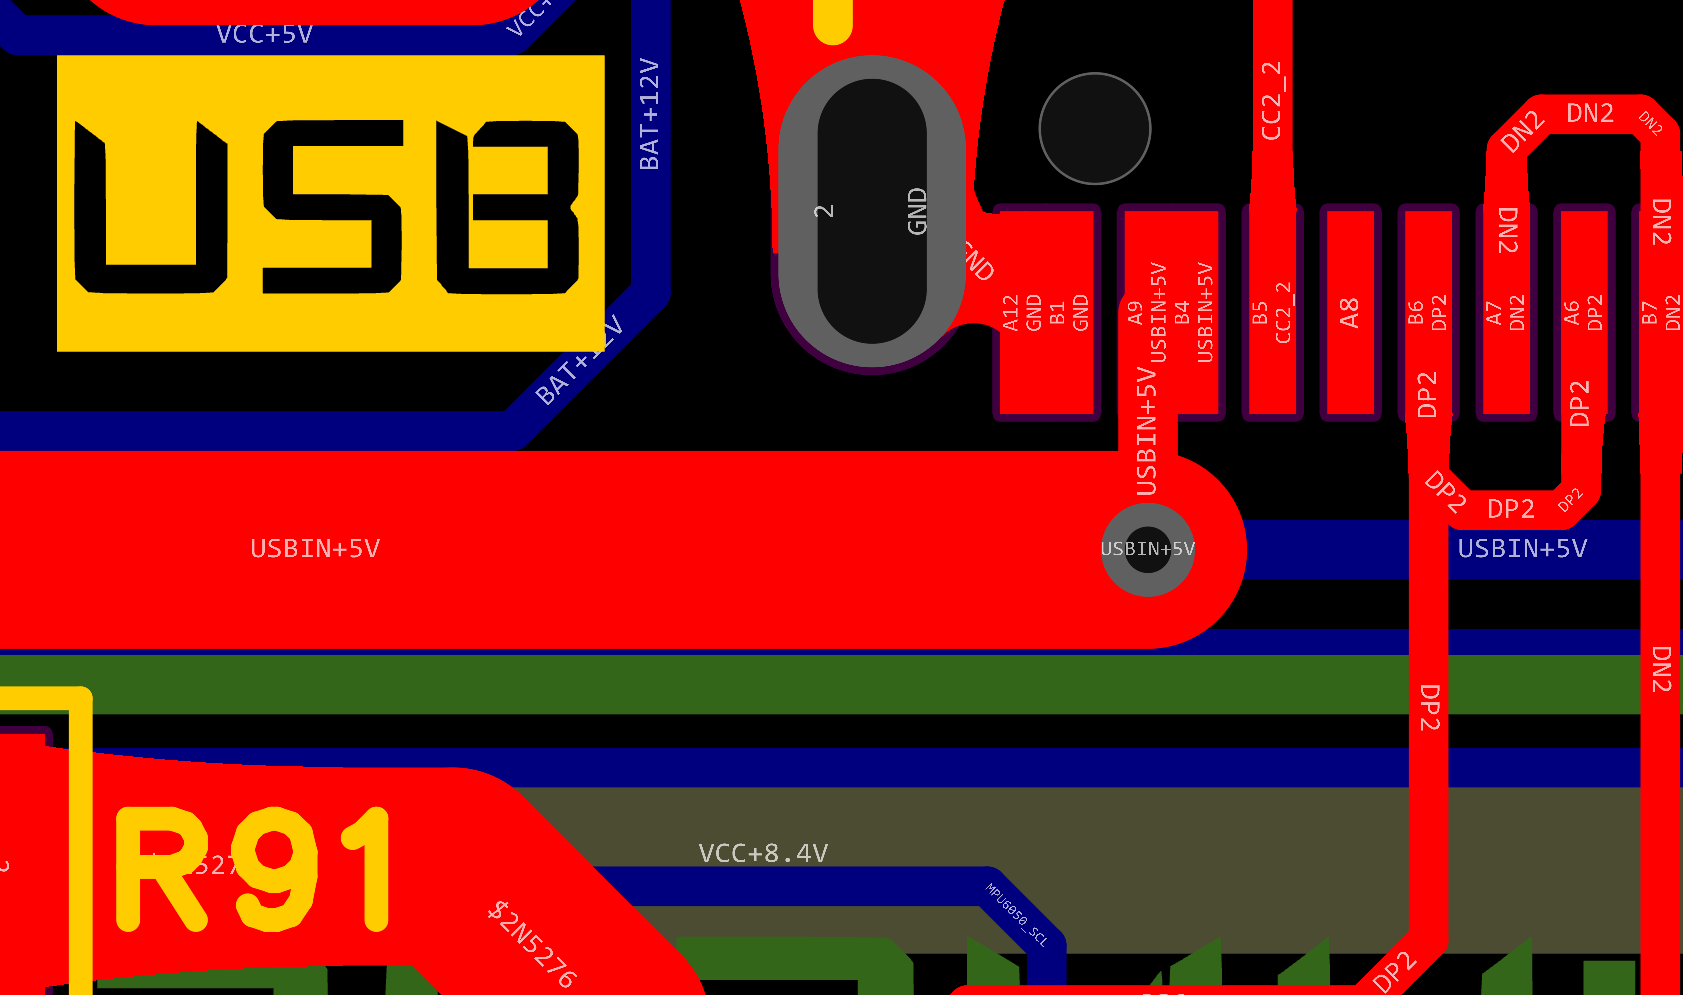 VCC+5V
VCC+
USB
BAT+12V
BAT+12V
2
GND
GND
CC2_2
DN2
DN2
DN2
DN2
DN2
A12
GND
B1
GND
A9
USBIN+5V
B4
USBIN+5V
B5
CC2_2
A8
B6
DP2
A7
DN2
A6
DP2
B7
DN2
USBIN+5V
DP2
DP2
DP2
DP2
DP2
USBIN+5V
USBIN+5V
USBIN+5V
DN2
DP2
R91
VCC+8.4V
MPU6050_SCL
$2N5276
DP2